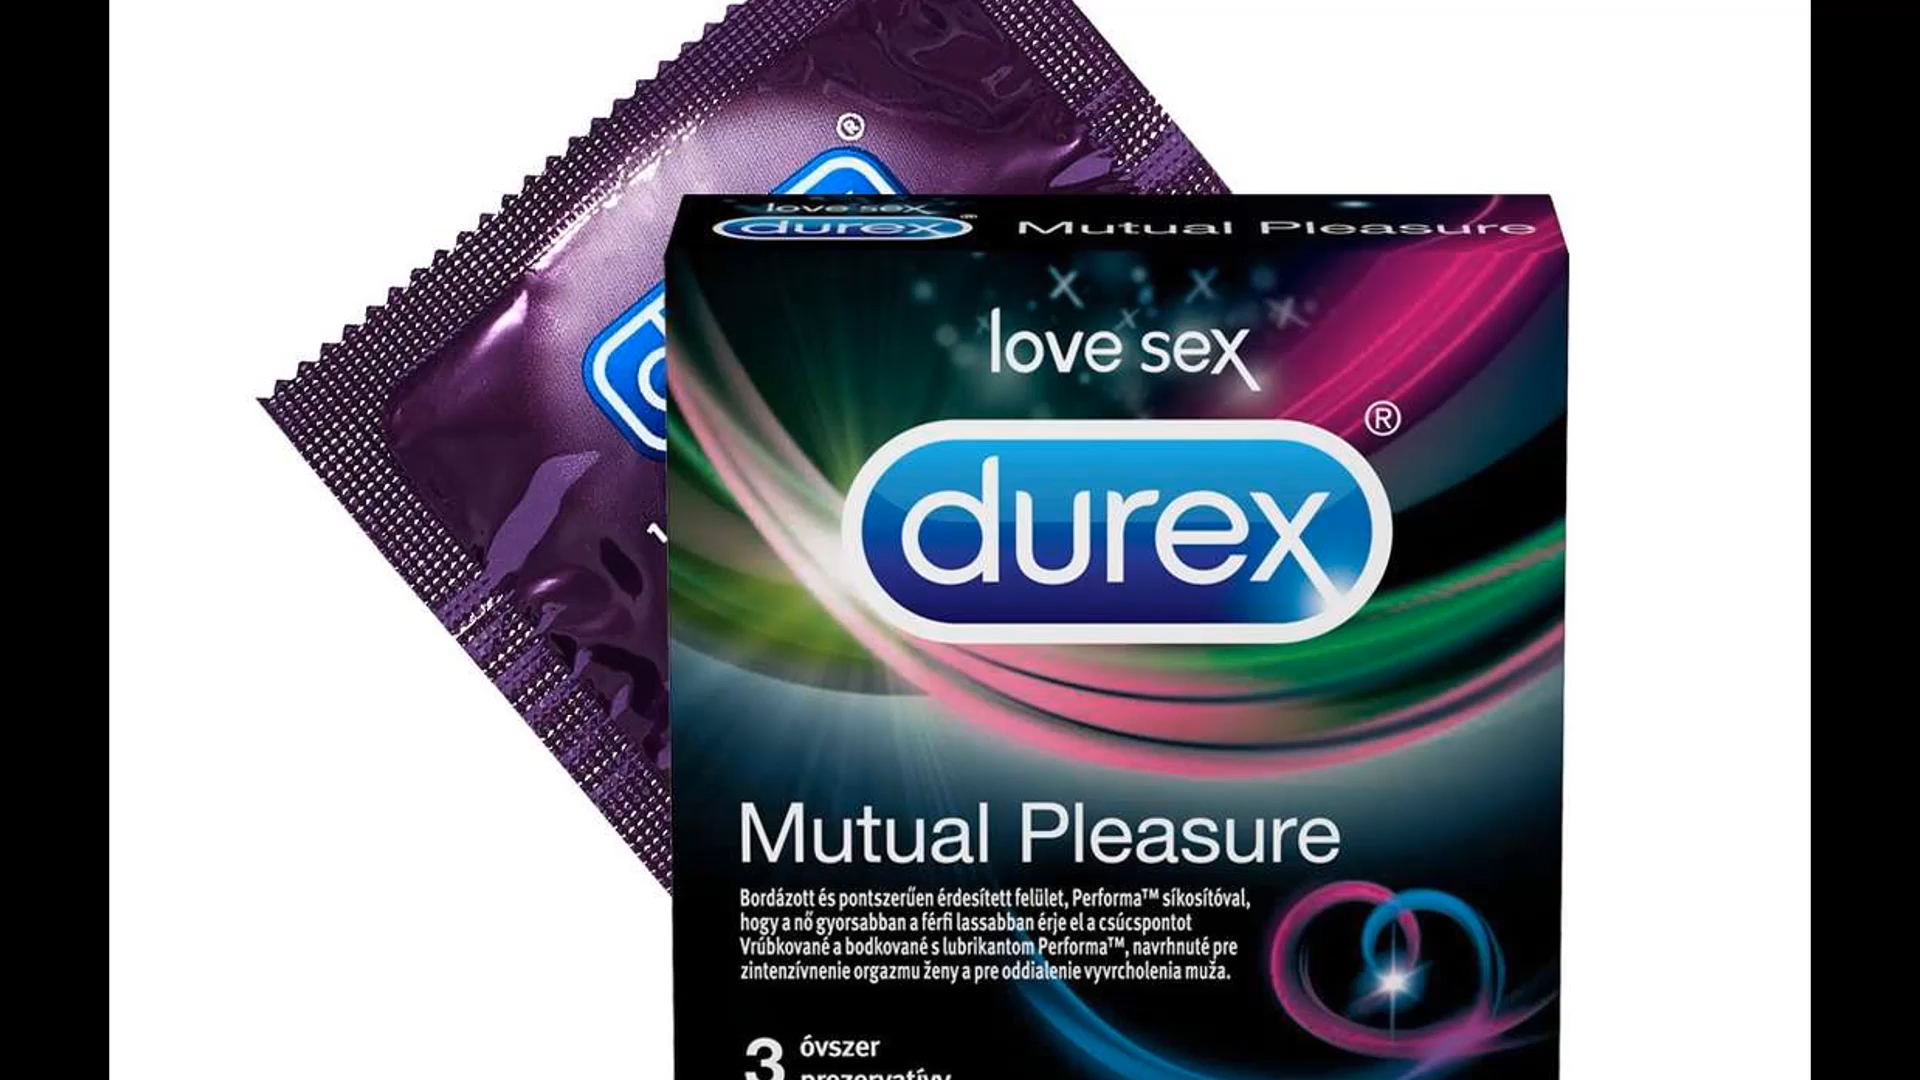 ®
love sex
durex
Mutual Pleasure
love sex
durex®
Mutual Pleasure
Bordázott és pontszerűen érdesített felület, Performa™ síkosítóval,
hogy a nő gyorsabban a férfi lassabban érje el a csúcspontot
Vrúbkované a bodkované s lubrikantom Performa™, navrhnuté pre
zintenzívnenie orgazmu ženy a pre oddialenie vyvrcholenia muža.
3 óvszer
prezervatívy